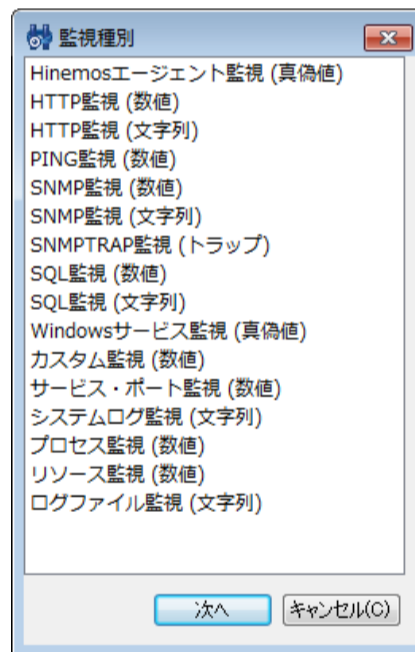 監視種別
Hinemosエージェント監視 (真偽値)
HTTP監視 (数値)
HTTP監視 (文字列)
PING監視 (数値)
SNMP監視 (数値)
SNMP監視 (文字列)
SNMPTRAP監視 (トラップ)
SQL監視 (数値)
SQL監視 (文字列)
Windowsサービス監視 (真偽値)
カスタム監視 (数値)
サービス・ポート監視 (数値)
システムログ監視 (文字列)
プロセス監視 (数値)
リソース監視 (数値)
ログファイル監視 (文字列)
次へ キャンセル(C)